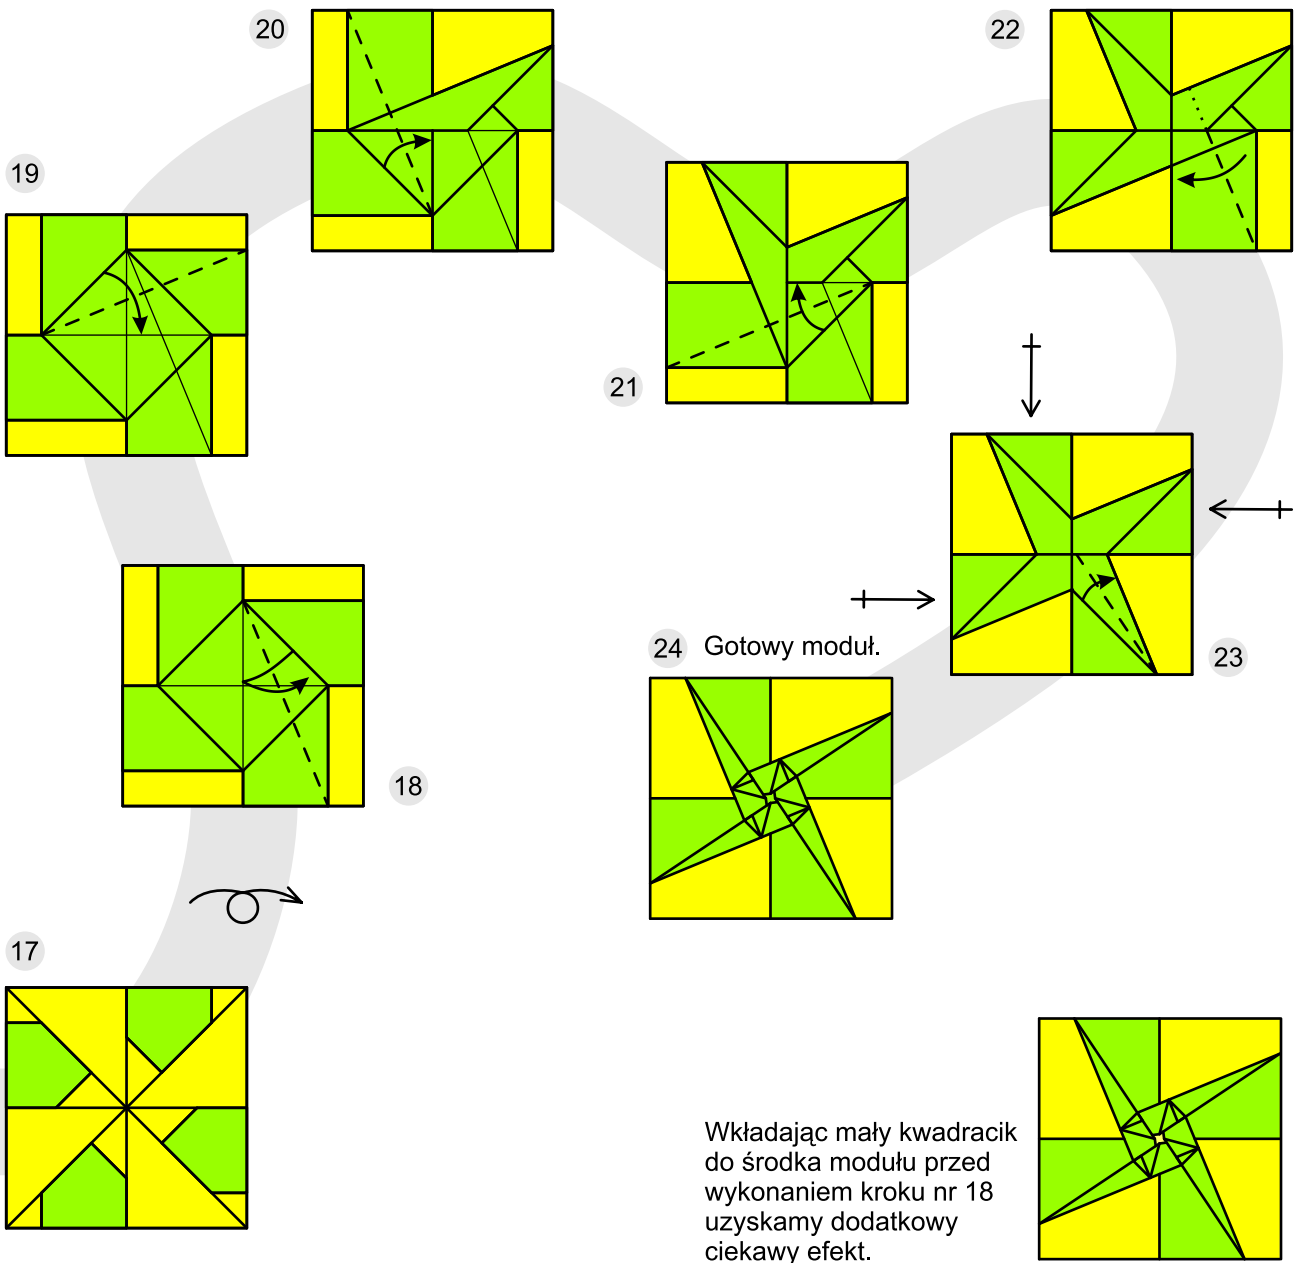 20
22
19
21
24 Gotowy moduł.
23
18
17
Wkładając mały kwadracik
do środka modułu przed
wykonaniem kroku nr 18
uzyskamy dodatkowy
ciekawy efekt.